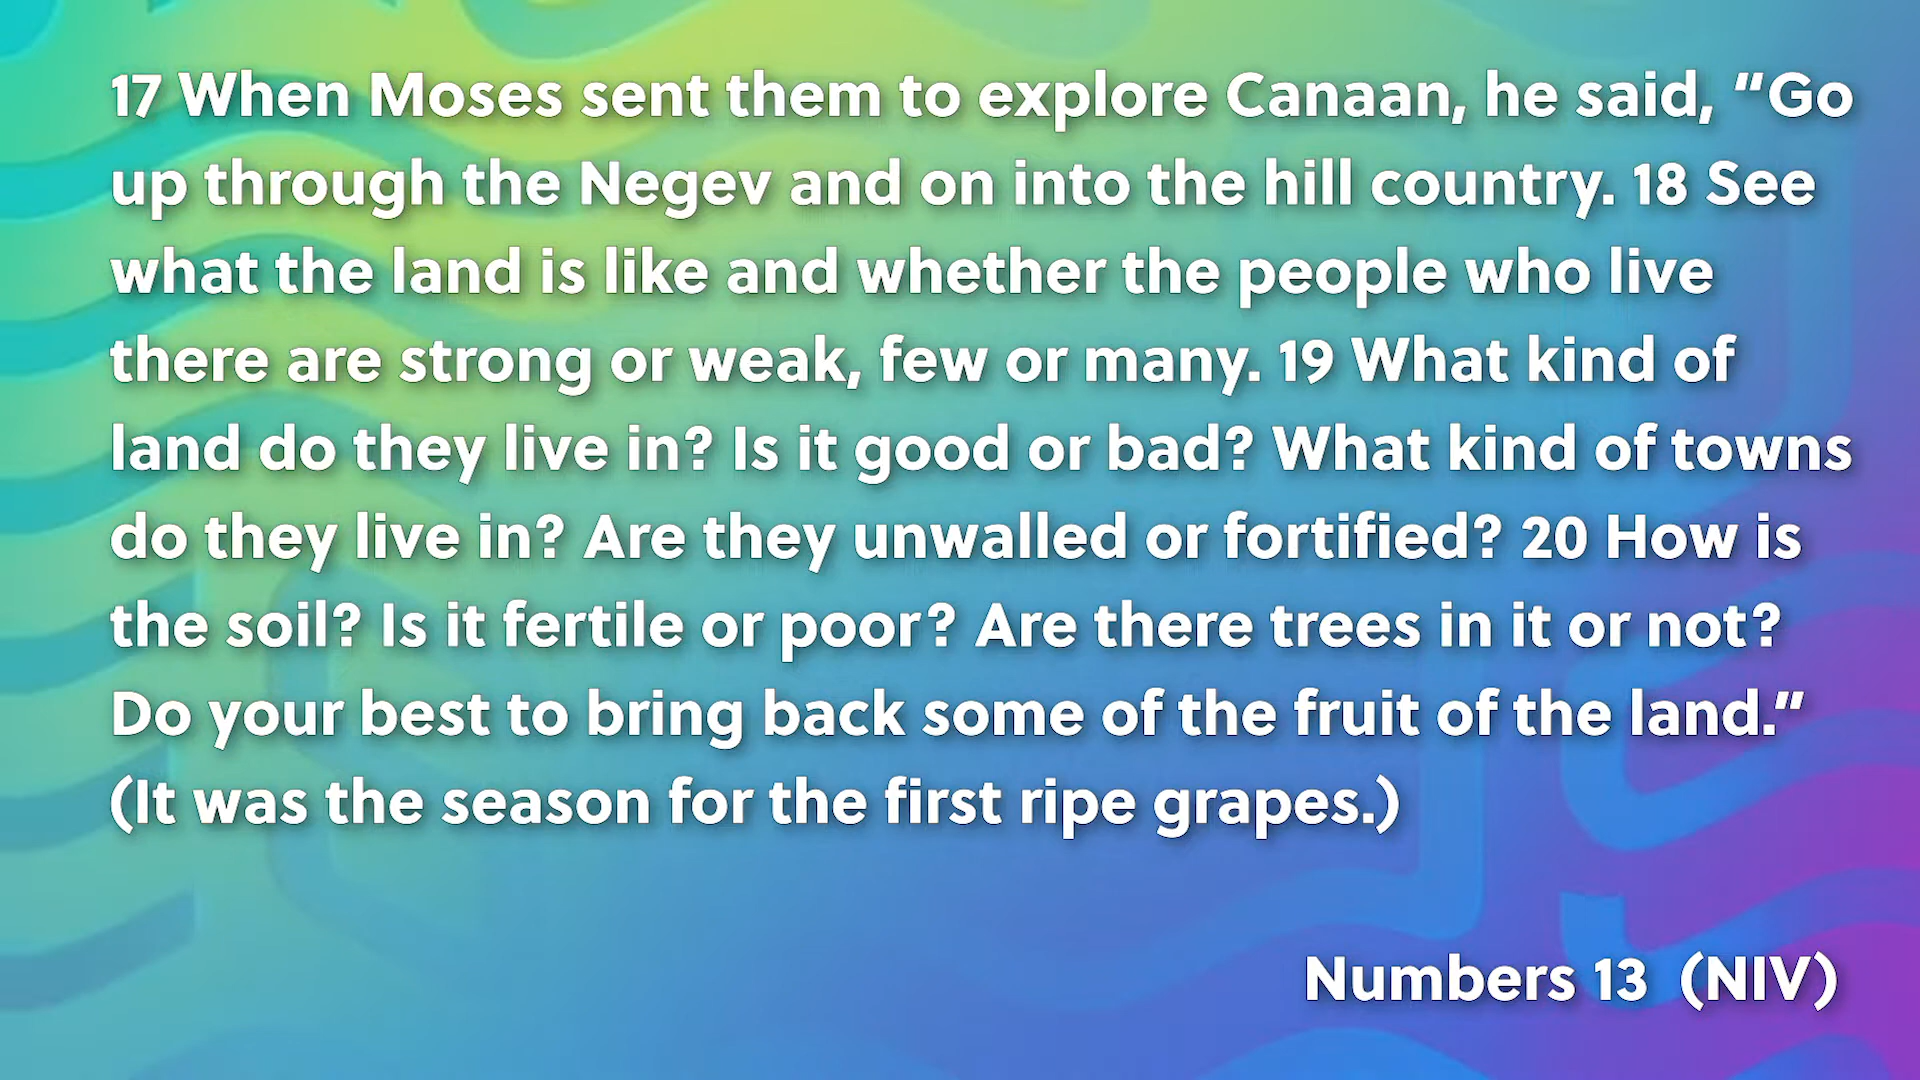 17 When Moses sent them to explore Canaan, he said, “Go
up through the Negev and on into the hill country. 18 See
what the land is like and whether the people who live
there are strong or weak, few or many. 19 What kind of
land do they live in? Is it good or bad? What kind of towns
do they live in? Are they unwalled or fortified? 20 How is
the soil? Is it fertile or poor? Are there trees in it or not?
Do your best to bring back some of the fruit of the land.”
(It was the season for the first ripe grapes.)
Numbers 13 (NIV)